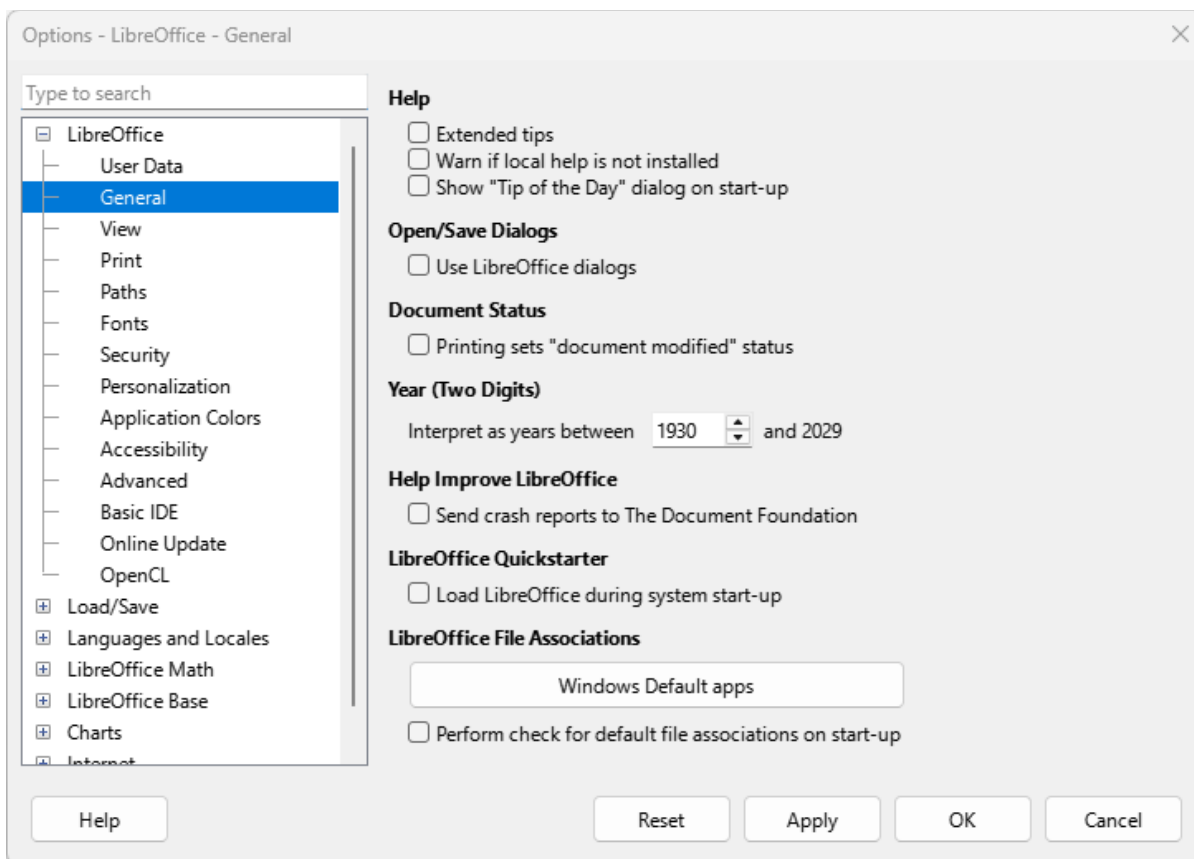 Options - LibreOffice - General
Type to search
LibreOffice
User Data
General
View
Print
Paths
Fonts
Security
Personalization
Application Colors
Accessibility
Advanced
Basic IDE
Online Update
OpenCL
Load/Save
Languages and Locales
LibreOffice Math
LibreOffice Base
Charts
Internet
Help
Extended tips
Warn if local help is not installed
Show "Tip of the Day" dialog on start-up
Open/Save Dialogs
Use LibreOffice dialogs
Document Status
Printing sets "document modified" status
Year (Two Digits)
Interpret as years between 1930 and 2029
Help Improve LibreOffice
Send crash reports to The Document Foundation
LibreOffice Quickstarter
Load LibreOffice during system start-up
LibreOffice File Associations
Windows Default apps
Perform check for default file associations on start-up
Help
Reset
Apply
OK
Cancel